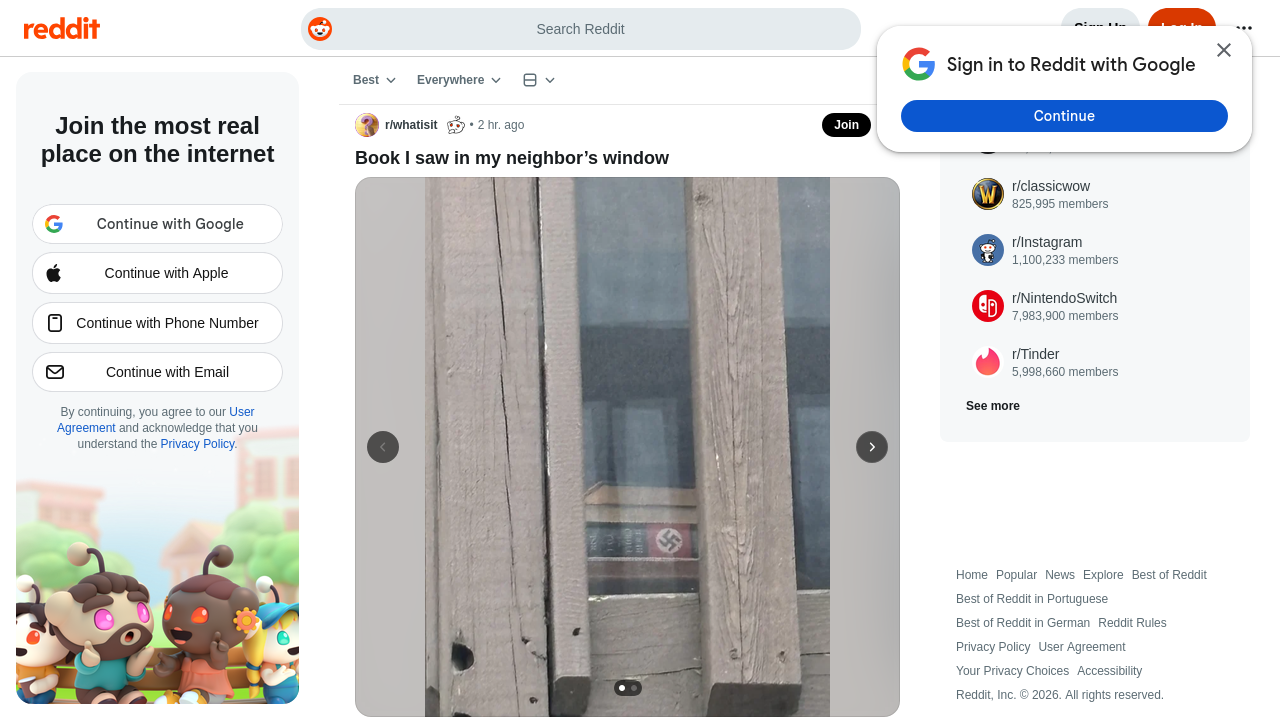 reddit
Search Reddit
Sign in to Reddit with Google
Continue
Join the most real
place on the internet
Continue with Google
Continue with Apple
Continue with Phone Number
Continue with Email
By continuing, you agree to our User
Agreement and acknowledge that you
understand the Privacy Policy.
Best
Everywhere
r/whatisit
• 2 hr. ago
Join
Book I saw in my neighbor’s window
r/classicwow
825,995 members
r/Instagram
1,100,233 members
r/NintendoSwitch
7,983,900 members
r/Tinder
5,998,660 members
See more
Home Popular News Explore Best of Reddit
Best of Reddit in Portuguese
Best of Reddit in German Reddit Rules
Privacy Policy User Agreement
Your Privacy Choices Accessibility
Reddit, Inc. © 2026. All rights reserved.